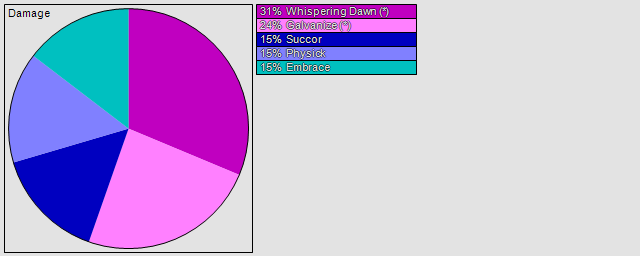 Damage
31% Whispering Dawn (*)
24% Galvanize (*)
15% Succor
15% Physick
15% Embrace